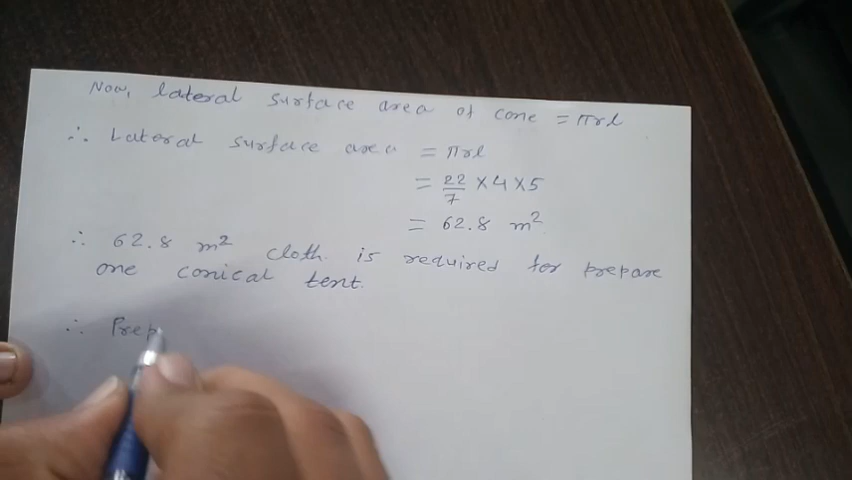 Now, lateral surface area of cone = πrl
∴ Lateral surface area = πrl
= 22/7 × 4 × 5
= 62.8 m²
∴ 62.8 m² cloth is required for prepare
one conical tent.
∴ Prep